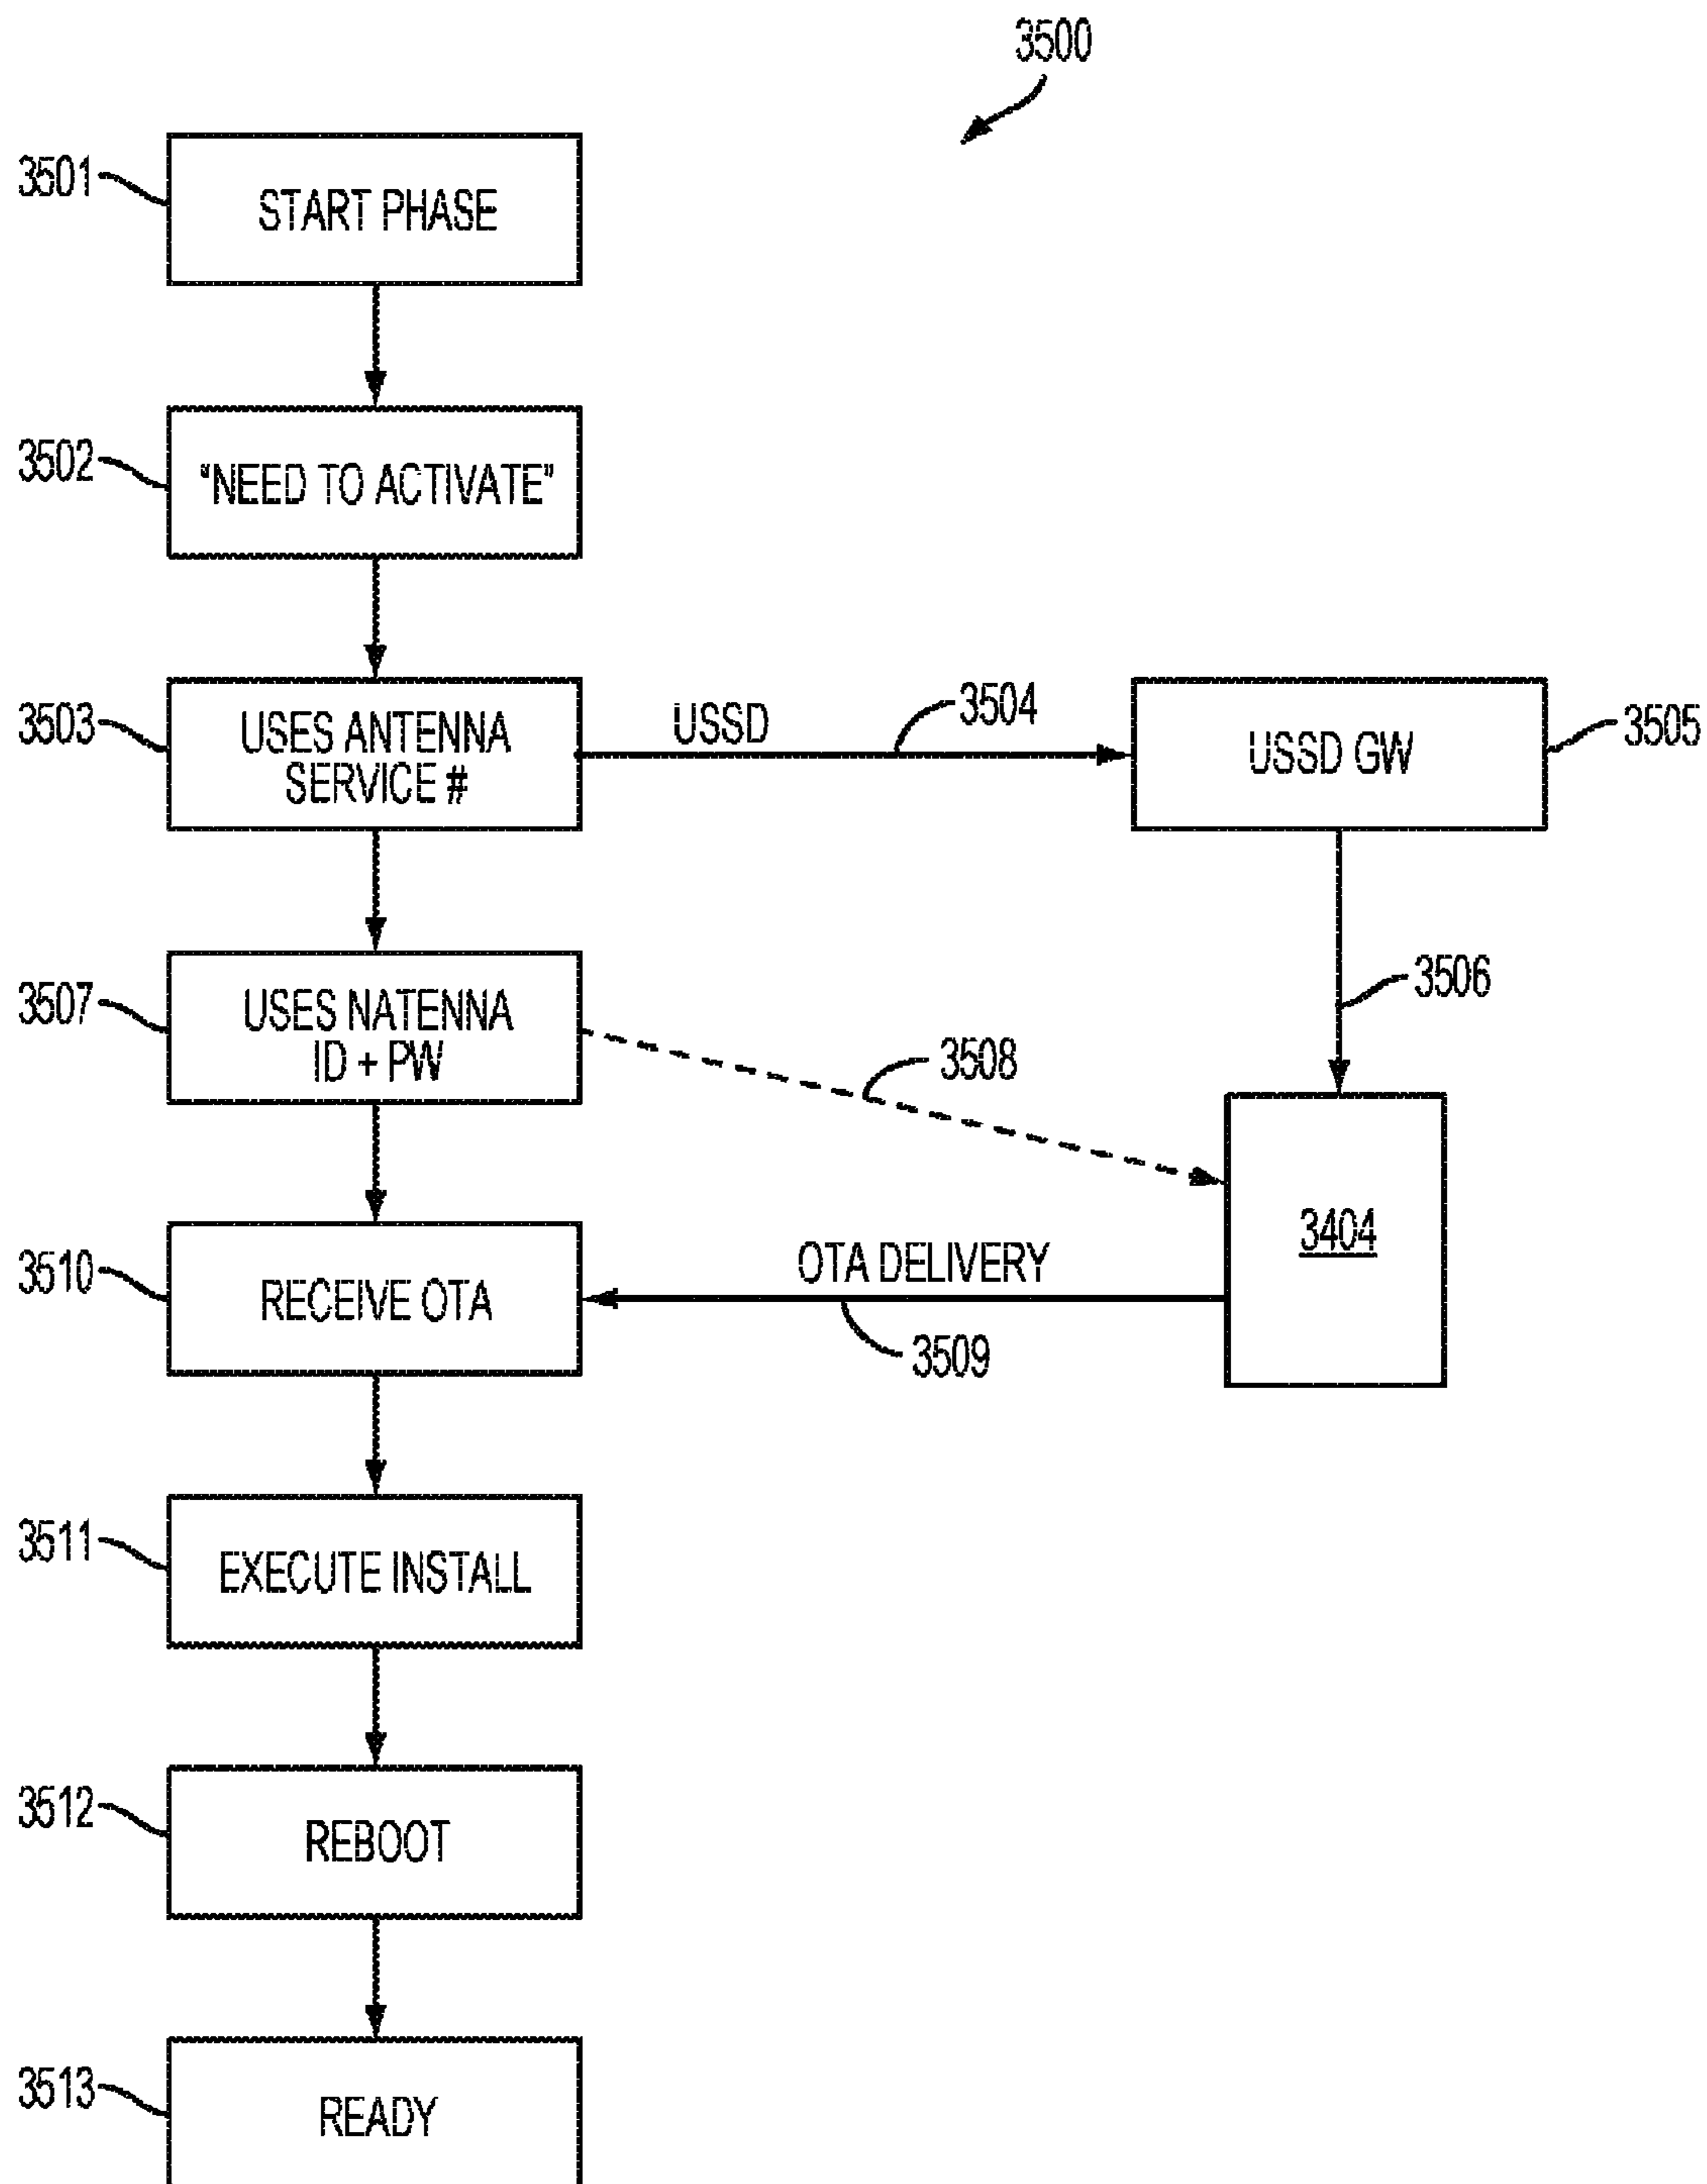 3500
3501
START PHASE
3502
"NEED TO ACTIVATE"
3503
USES ANTENNA
SERVICE #
USSD
3504
USSD GW
3505
3506
3507
USES NATENNA
ID + PW
3508
3404
3510
RECEIVE OTA
OTA DELIVERY
3509
3511
EXECUTE INSTALL
3512
REBOOT
3513
READY